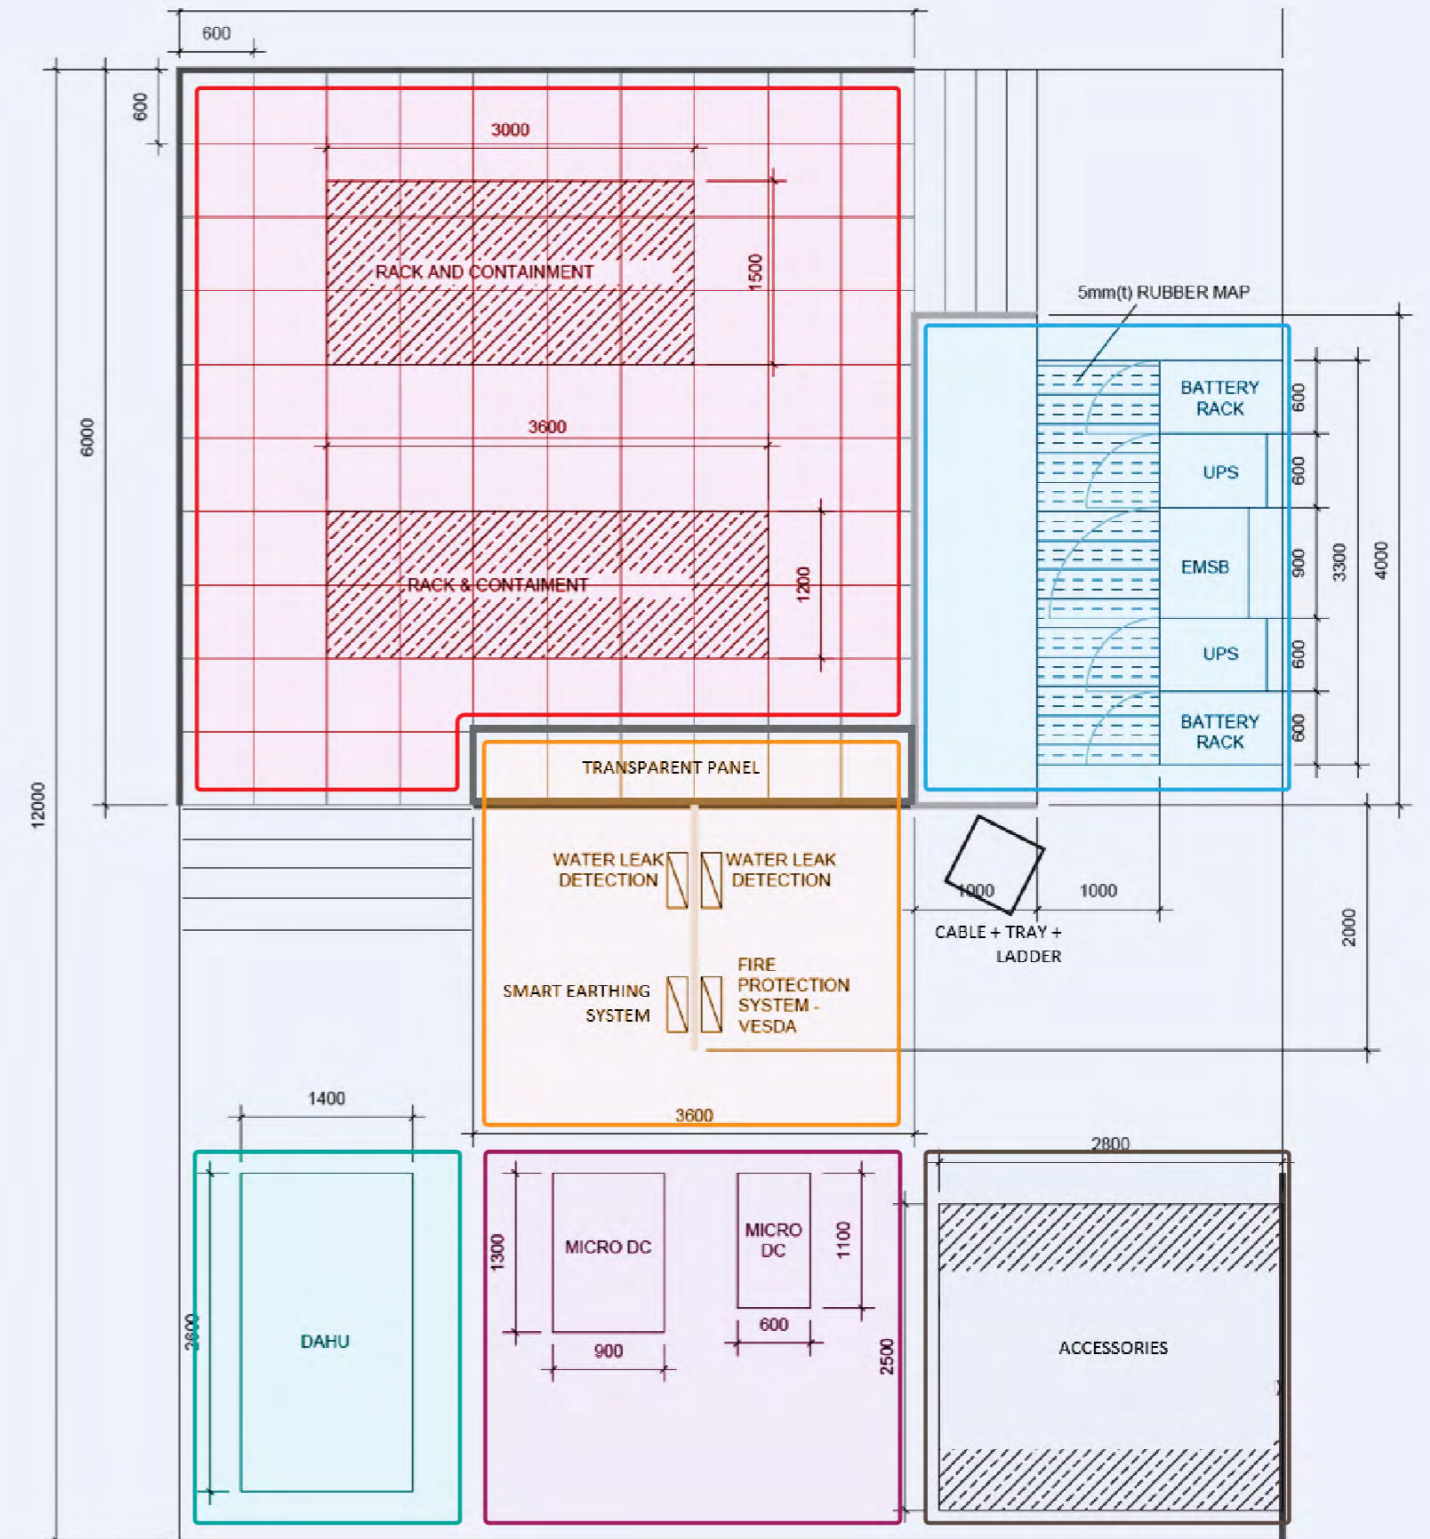 600
600
3000
RACK AND CONTAINMENT
1500
5mm(t) RUBBER MAP
BATTERY
RACK
600
UPS
600
6000
3600
EMSB
900
3300
4000
RACK & CONTAIMENT
1200
UPS
600
BATTERY
RACK
600
TRANSPARENT PANEL
12000
WATER LEAK
DETECTION
WATER LEAK
DETECTION
1000
1000
2000
CABLE + TRAY +
LADDER
SMART EARTHING
SYSTEM
FIRE
PROTECTION
SYSTEM -
VESDA
1400
3600
2800
MICRO DC
1300
900
MICRO
DC
1100
600
2600
DAHU
2500
ACCESSORIES